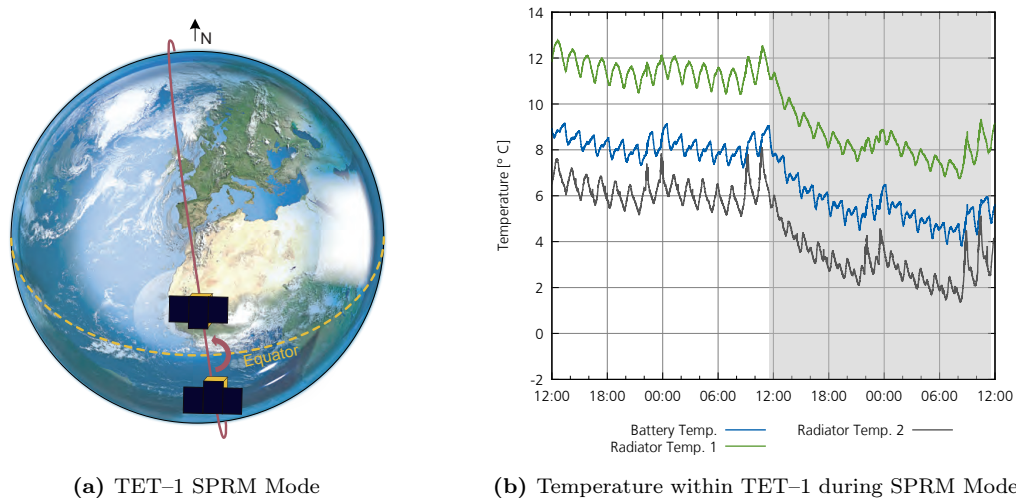 N
Equator
Temperature [° C]
14
12
10
8
6
4
2
0
-2
12:00 18:00 00:00 06:00 12:00 18:00 00:00 06:00 12:00
Battery Temp.
Radiator Temp. 1
Radiator Temp. 2
(a) TET–1 SPRM Mode
(b) Temperature within TET–1 during SPRM Mode